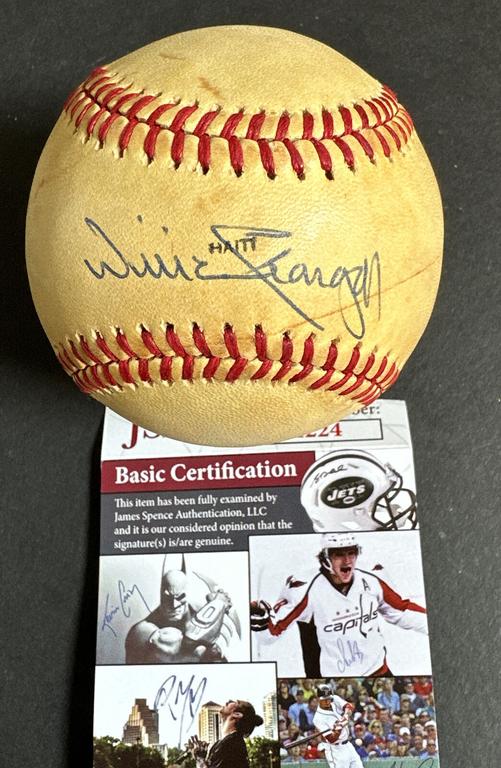 HAITI
Willie Stargell
224
Basic Certification
This item has been fully examined by
James Spence Authentication, LLC
and it is our considered opinion that the
signature(s) is/are genuine.
JETS
capitals
A